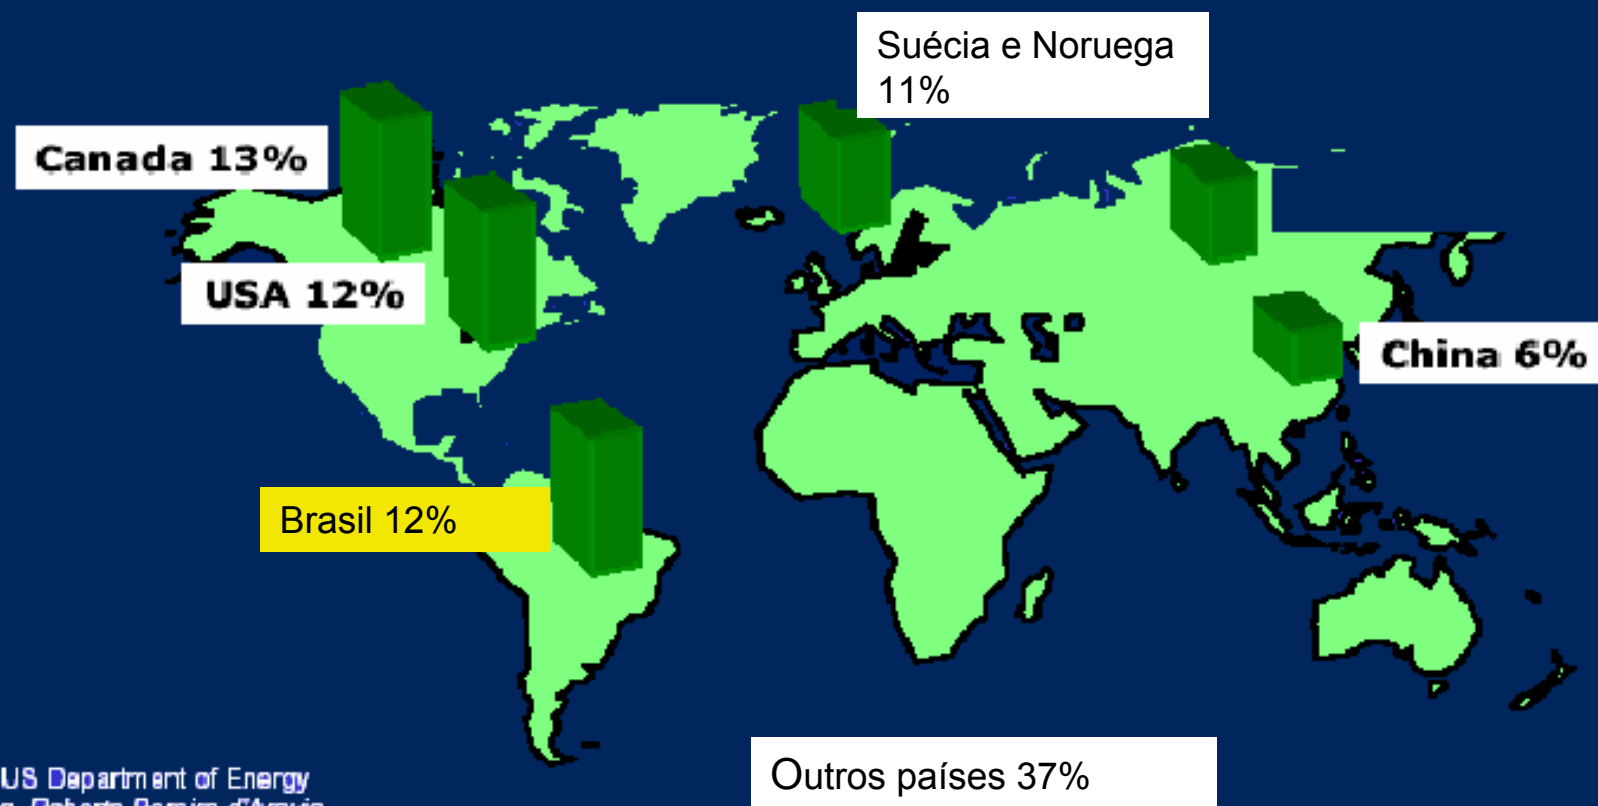 Suécia e Noruega
11%
Canada 13%
USA 12%
China 6%
Brasil 12%
Outros países 37%
US Department of Energy